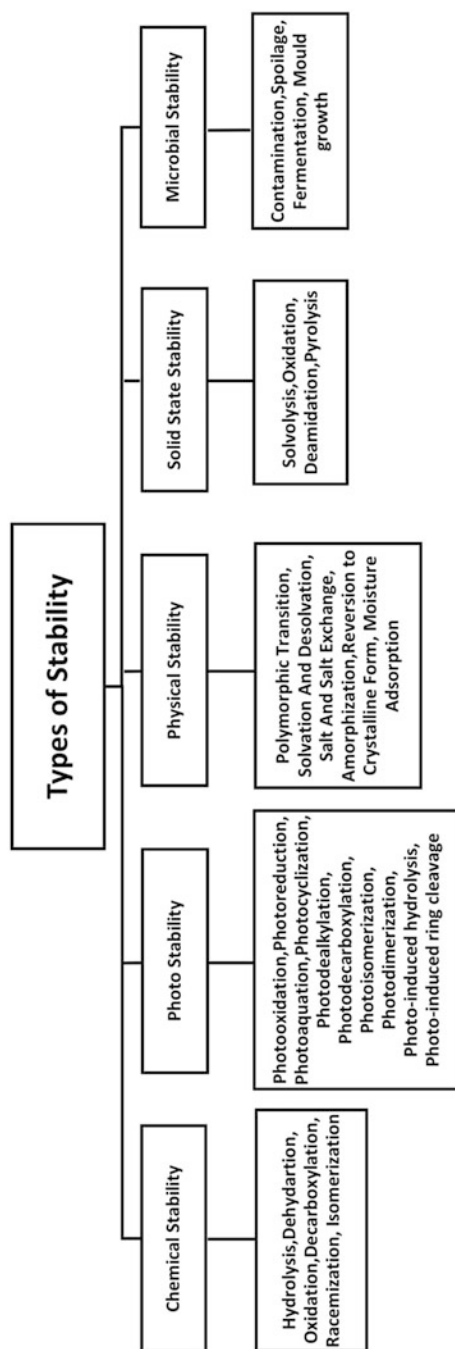 Types of Stability
Chemical Stability
Photo Stability
Physical Stability
Solid State Stability
Microbial Stability
Hydrolysis,Dehydartion,
Oxidation,Decarboxylation,
Racemization, Isomerization
Photooxidation,Photoreduction,
Photoaquation,Photocyclization,
Photodealkylation,
Photodecarboxylation,
Photoisomerization,
Photodimerization,
Photo-induced hydrolysis,
Photo-induced ring cleavage
Polymorphic Transition,
Solvation And Desolvation,
Salt And Salt Exchange,
Amorphization,Reversion to
Crystalline Form, Moisture
Adsorption
Solvolysis,Oxidation,
Deamidation,Pyrolysis
Contamination,Spoilage,
Fermentation, Mould
growth